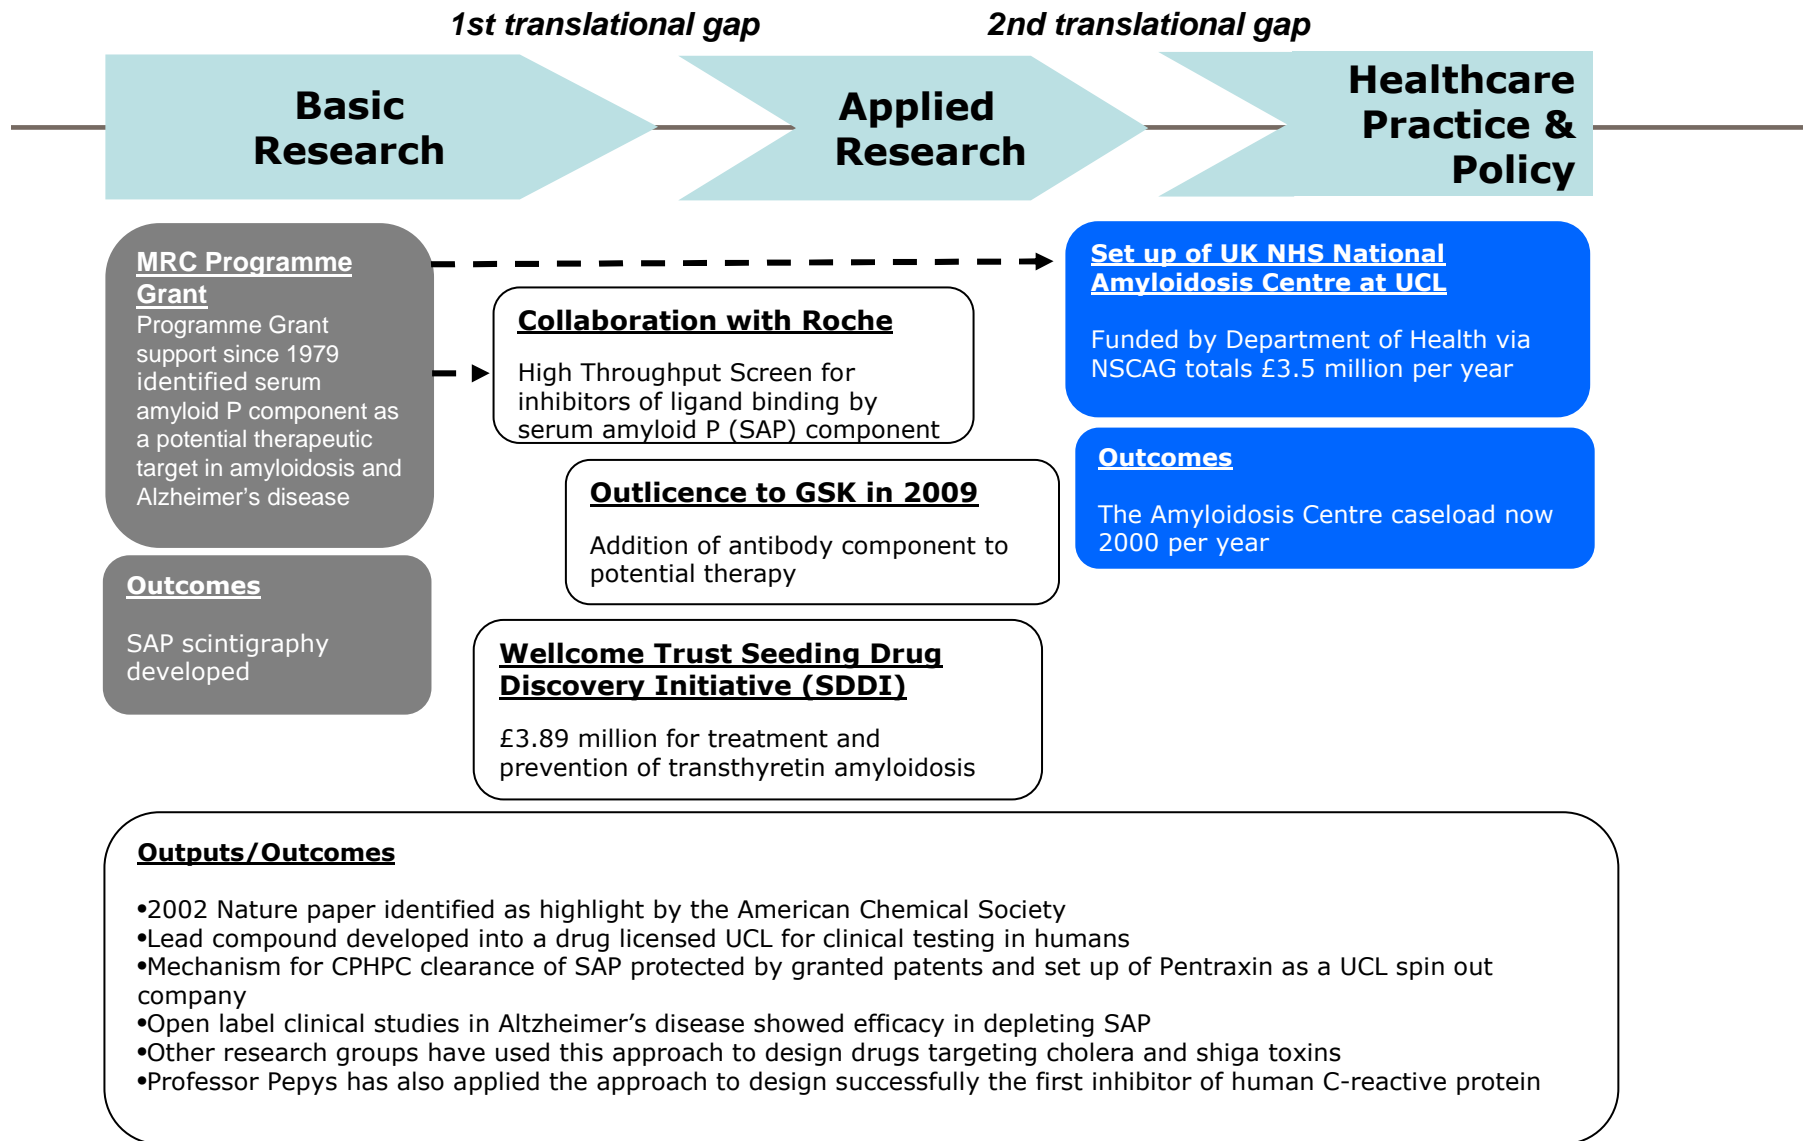 1st translational gap
2nd translational gap
Basic
Research
Applied
Research
Healthcare
Practice &
Policy
MRC Programme
Grant
Programme Grant
support since 1979
identified serum
amyloid P component as
a potential therapeutic
target in amyloidosis and
Alzheimer's disease
Outcomes
SAP scintigraphy
developed
Collaboration with Roche
High Throughput Screen for
inhibitors of ligand binding by
serum amyloid P (SAP) component
Outlicence to GSK in 2009
Addition of antibody component to
potential therapy
Wellcome Trust Seeding Drug
Discovery Initiative (SDDI)
£3.89 million for treatment and
prevention of transthyretin amyloidosis
Set up of UK NHS National
Amyloidosis Centre at UCL
Funded by Department of Health via
NSCAG totals £3.5 million per year
Outcomes
The Amyloidosis Centre caseload now
2000 per year
Outputs/Outcomes
•2002 Nature paper identified as highlight by the American Chemical Society
•Lead compound developed into a drug licensed UCL for clinical testing in humans
•Mechanism for CPHPC clearance of SAP protected by granted patents and set up of Pentraxin as a UCL spin out
company
•Open label clinical studies in Altzheimer's disease showed efficacy in depleting SAP
•Other research groups have used this approach to design drugs targeting cholera and shiga toxins
•Professor Pepys has also applied the approach to design successfully the first inhibitor of human C-reactive protein